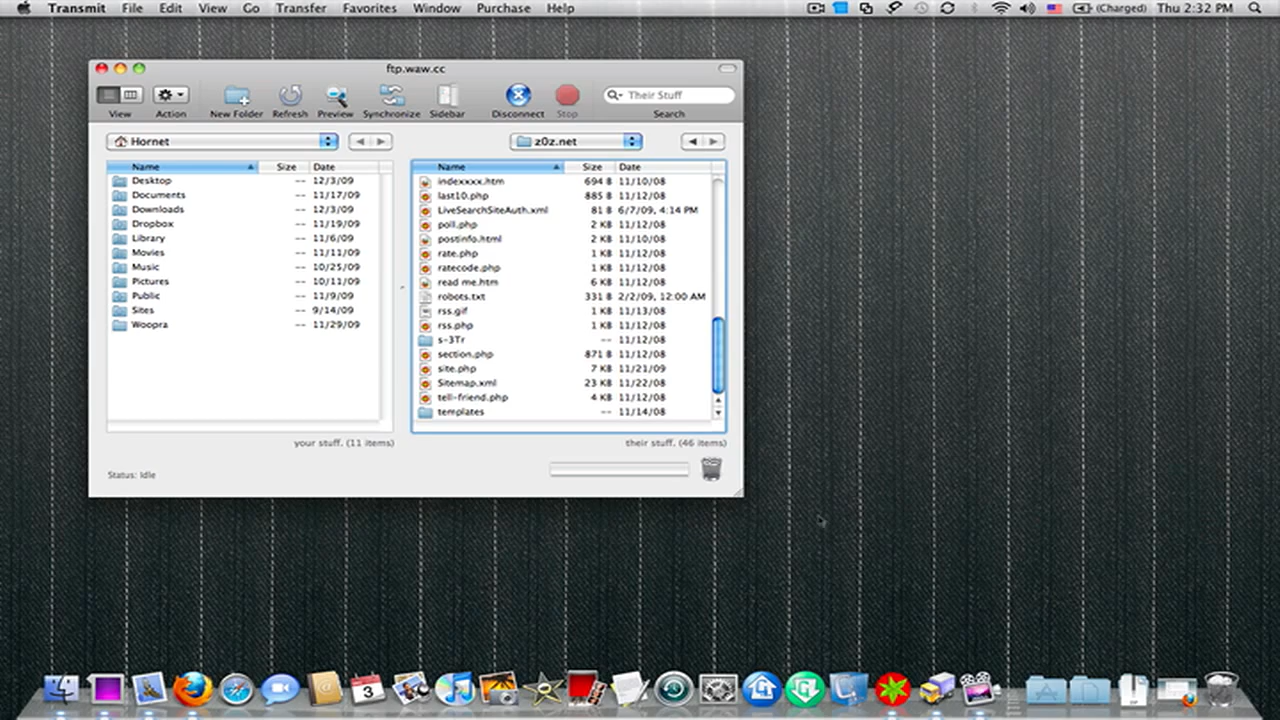 Transmit File Edit View Go Transfer Favorites Window Purchase Help (Charged) Thu 2:32 PM
ftp.waw.cc
Their Stuff
View Action New Folder Refresh Preview Synchronize Sidebar Disconnect Stop Search
Hornet
z0z.net
Name Size Date
Desktop -- 12/3/09
Documents -- 11/17/09
Downloads -- 12/3/09
Dropbox -- 11/19/09
Library -- 11/6/09
Movies -- 11/11/09
Music -- 10/25/09
Pictures -- 10/11/09
Public -- 11/9/09
Sites -- 9/14/09
Woopra -- 11/29/09
your stuff. (11 items)
Name Size Date
indexxxx.htm 694 B 11/10/08
last10.php 885 B 11/12/08
LiveSearchSiteAuth.xml 81 B 6/7/09, 4:14 PM
poll.php 2 KB 11/12/08
postinfo.html 2 KB 11/10/08
rate.php 1 KB 11/12/08
ratecode.php 1 KB 11/12/08
read me.htm 6 KB 11/12/08
robots.txt 331 B 2/2/09, 12:00 AM
rss.gif 1 KB 11/13/08
rss.php 1 KB 11/12/08
s-3Tr -- 11/12/08
section.php 871 B 11/12/08
site.php 7 KB 11/21/09
Sitemap.xml 23 KB 11/22/08
tell-friend.php 4 KB 11/12/08
templates -- 11/14/08
their stuff. (46 items)
Status: Idle
3